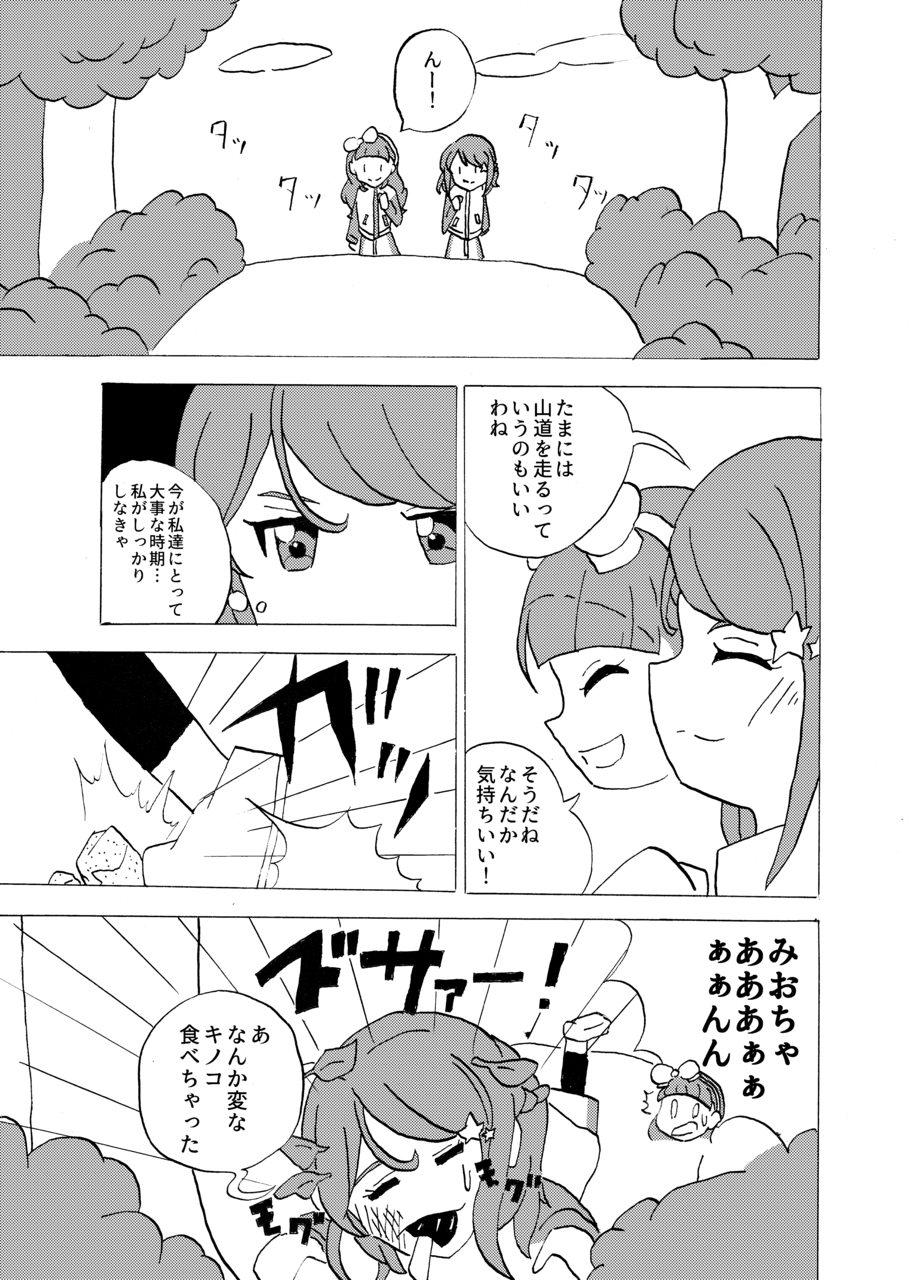 んー！
タッ
タッ
タッ
タッ
たまには
山道を走るって
いうのもいい
わね
そうだね
なんだか
気持ちいい！
今が私達にとって
大事な時期…
私がしっかり
しなきゃ
ガッ
みおちゃ
あああぁぁ
ぁぁんん
ズサァー！
あ
なんか変な
キノコ
食べちゃった
モグ
モグ